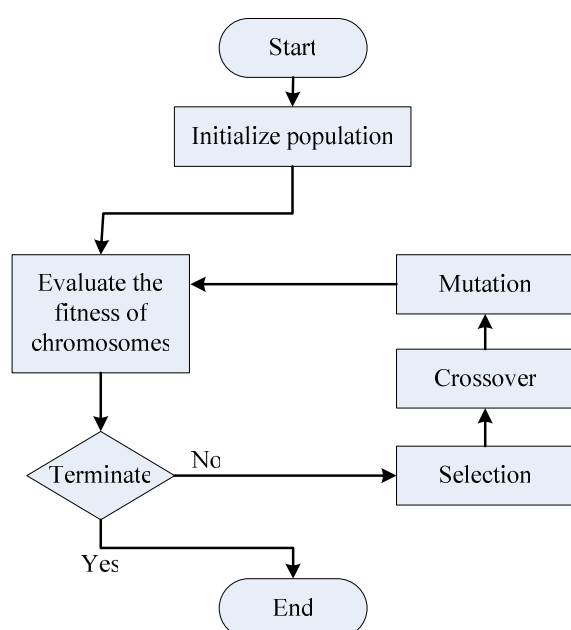 Start
Initialize population
Evaluate the
fitness of
chromosomes
Mutation
Crossover
Selection
Terminate
No
Yes
End